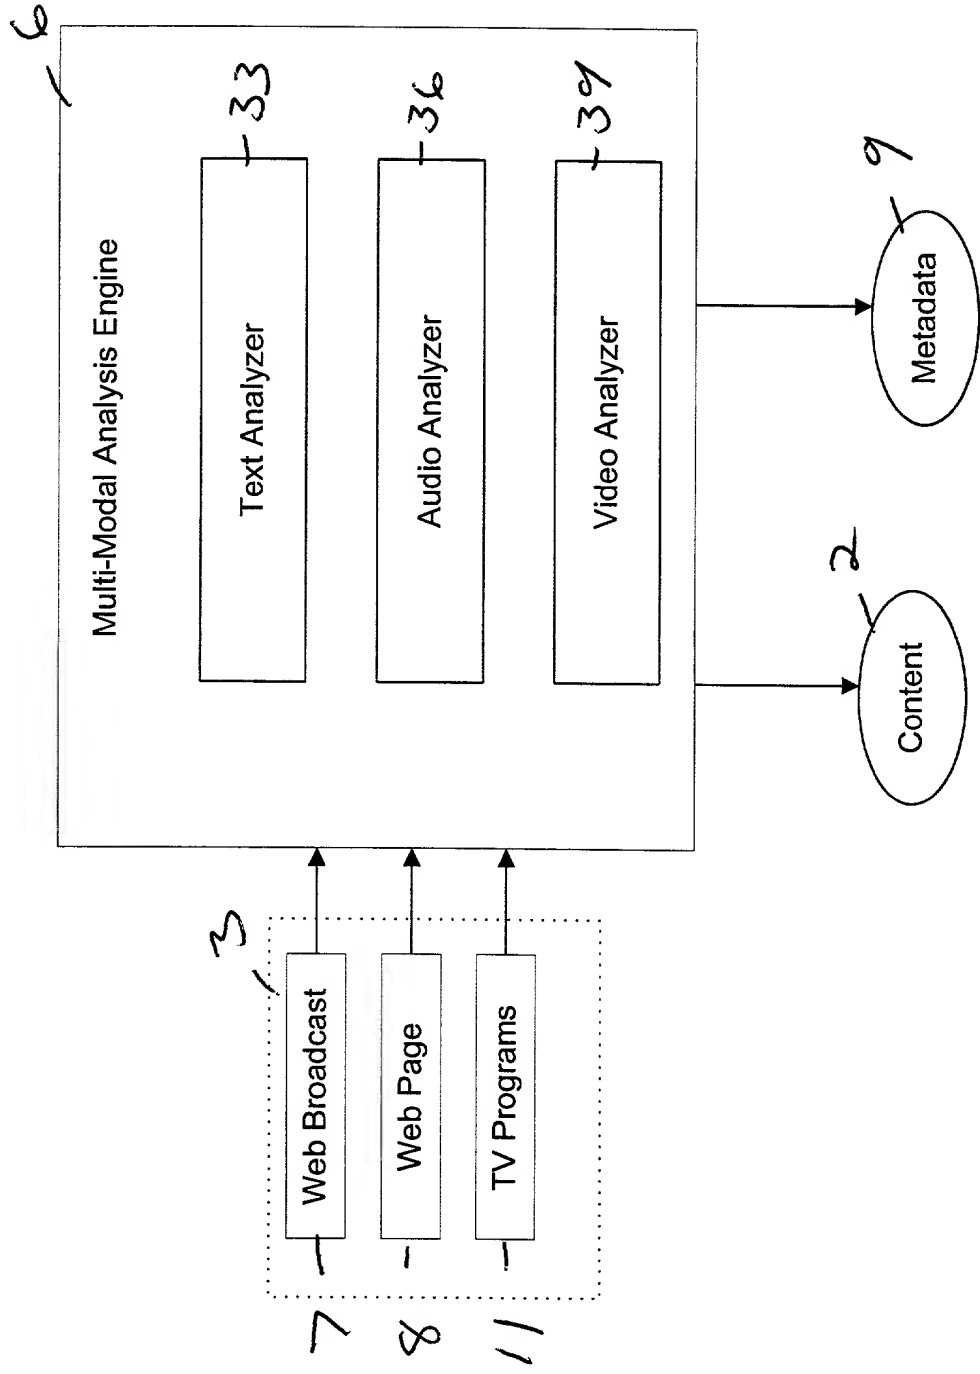 6
Multi-Modal Analysis Engine
Text Analyzer
33
Audio Analyzer
36
Video Analyzer
39
3
7
Web Broadcast
8
Web Page
11
TV Programs
Content
2
Metadata
9